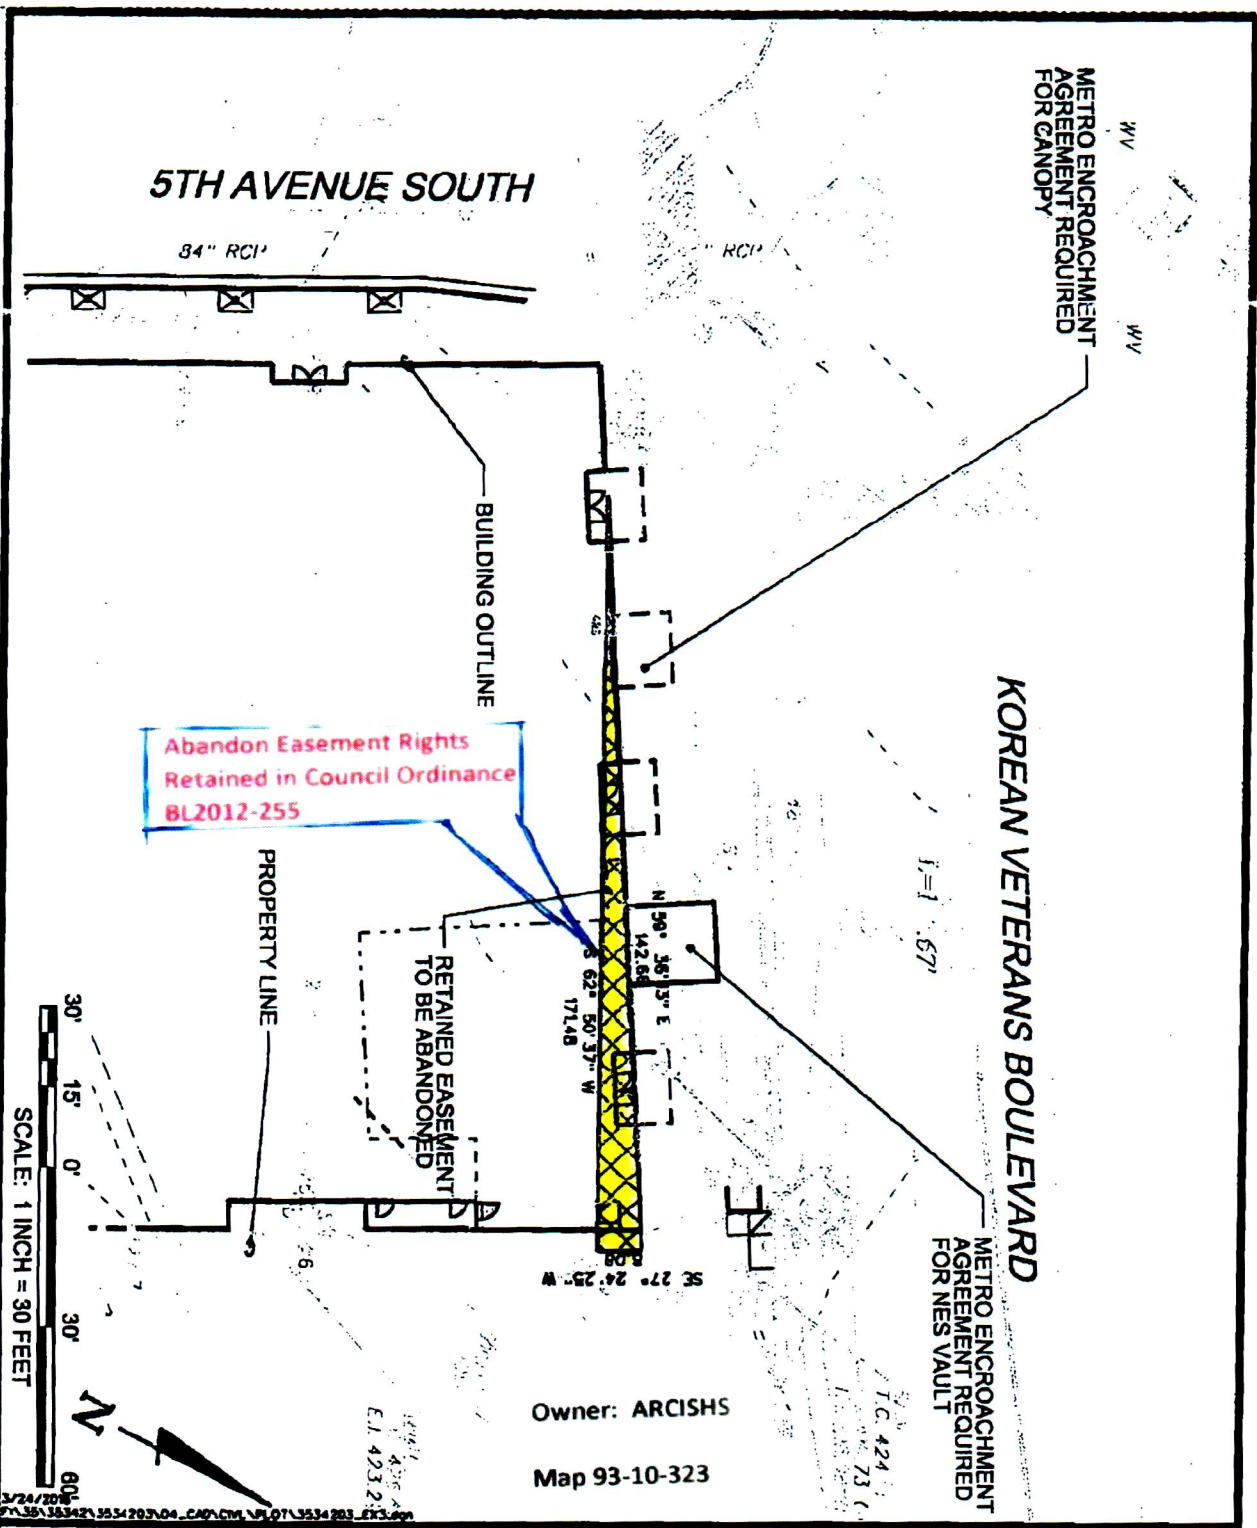 METRO ENCROACHMENT
AGREEMENT REQUIRED
FOR CANOPY
WV
WV
5TH AVENUE SOUTH
84" RCP
" RCP
BUILDING OUTLINE
KOREAN VETERANS BOULEVARD
Abandon Easement Rights
Retained in Council Ordinance
BL2012-255
PROPERTY LINE
RETAINED EASEMENT
TO BE ABANDONED
142.66
S 62° 50' 37" W
171.48
SE 27° 24' 25" W
METRO ENCROACHMENT
AGREEMENT REQUIRED
FOR NES VAULT
T.C. 424
Owner: ARCISHS
Map 93-10-323
30' 15' 0' 30' 60'
SCALE: 1 INCH = 30 FEET
N